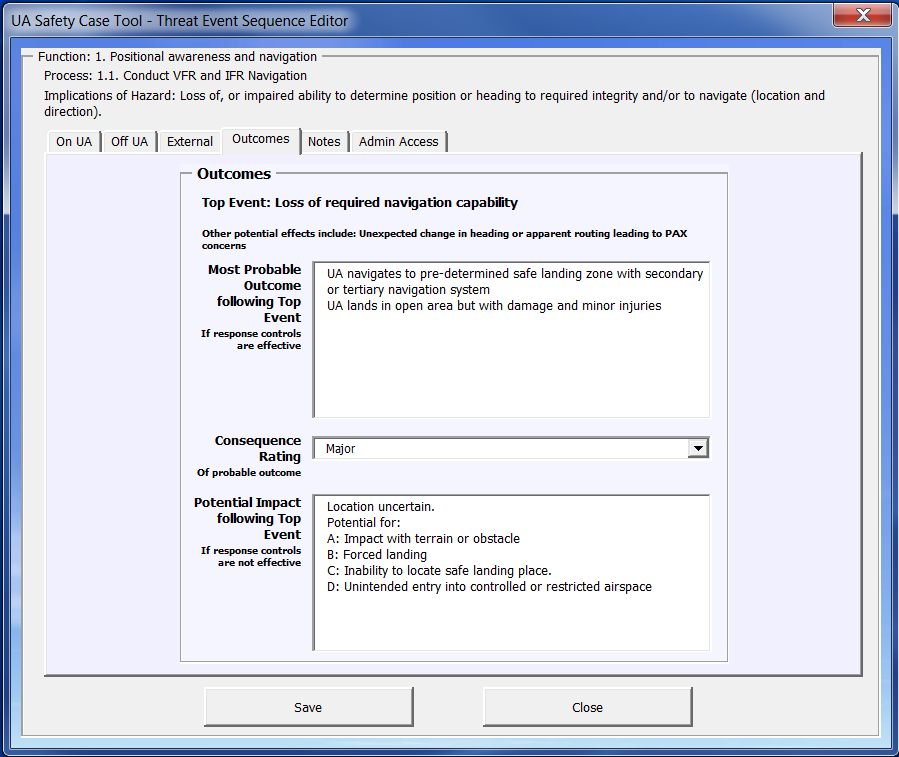 UA Safety Case Tool - Threat Event Sequence Editor
Function: 1. Positional awareness and navigation
Process: 1.1. Conduct VFR and IFR Navigation
Implications of Hazard: Loss of, or impaired ability to determine position or heading to required integrity and/or to navigate (location and
direction).
On UA
Off UA
External
Outcomes
Notes
Admin Access
Outcomes
Top Event: Loss of required navigation capability
Other potential effects include: Unexpected change in heading or apparent routing leading to PAX
concerns
Most Probable
Outcome
following Top
Event
If response controls
are effective
UA navigates to pre-determined safe landing zone with secondary
or tertiary navigation system
UA lands in open area but with damage and minor injuries
Consequence
Rating
Of probable outcome
Major
Potential Impact
following Top
Event
If response controls
are not effective
Location uncertain.
Potential for:
A: Impact with terrain or obstacle
B: Forced landing
C: Inability to locate safe landing place.
D: Unintended entry into controlled or restricted airspace
Save
Close